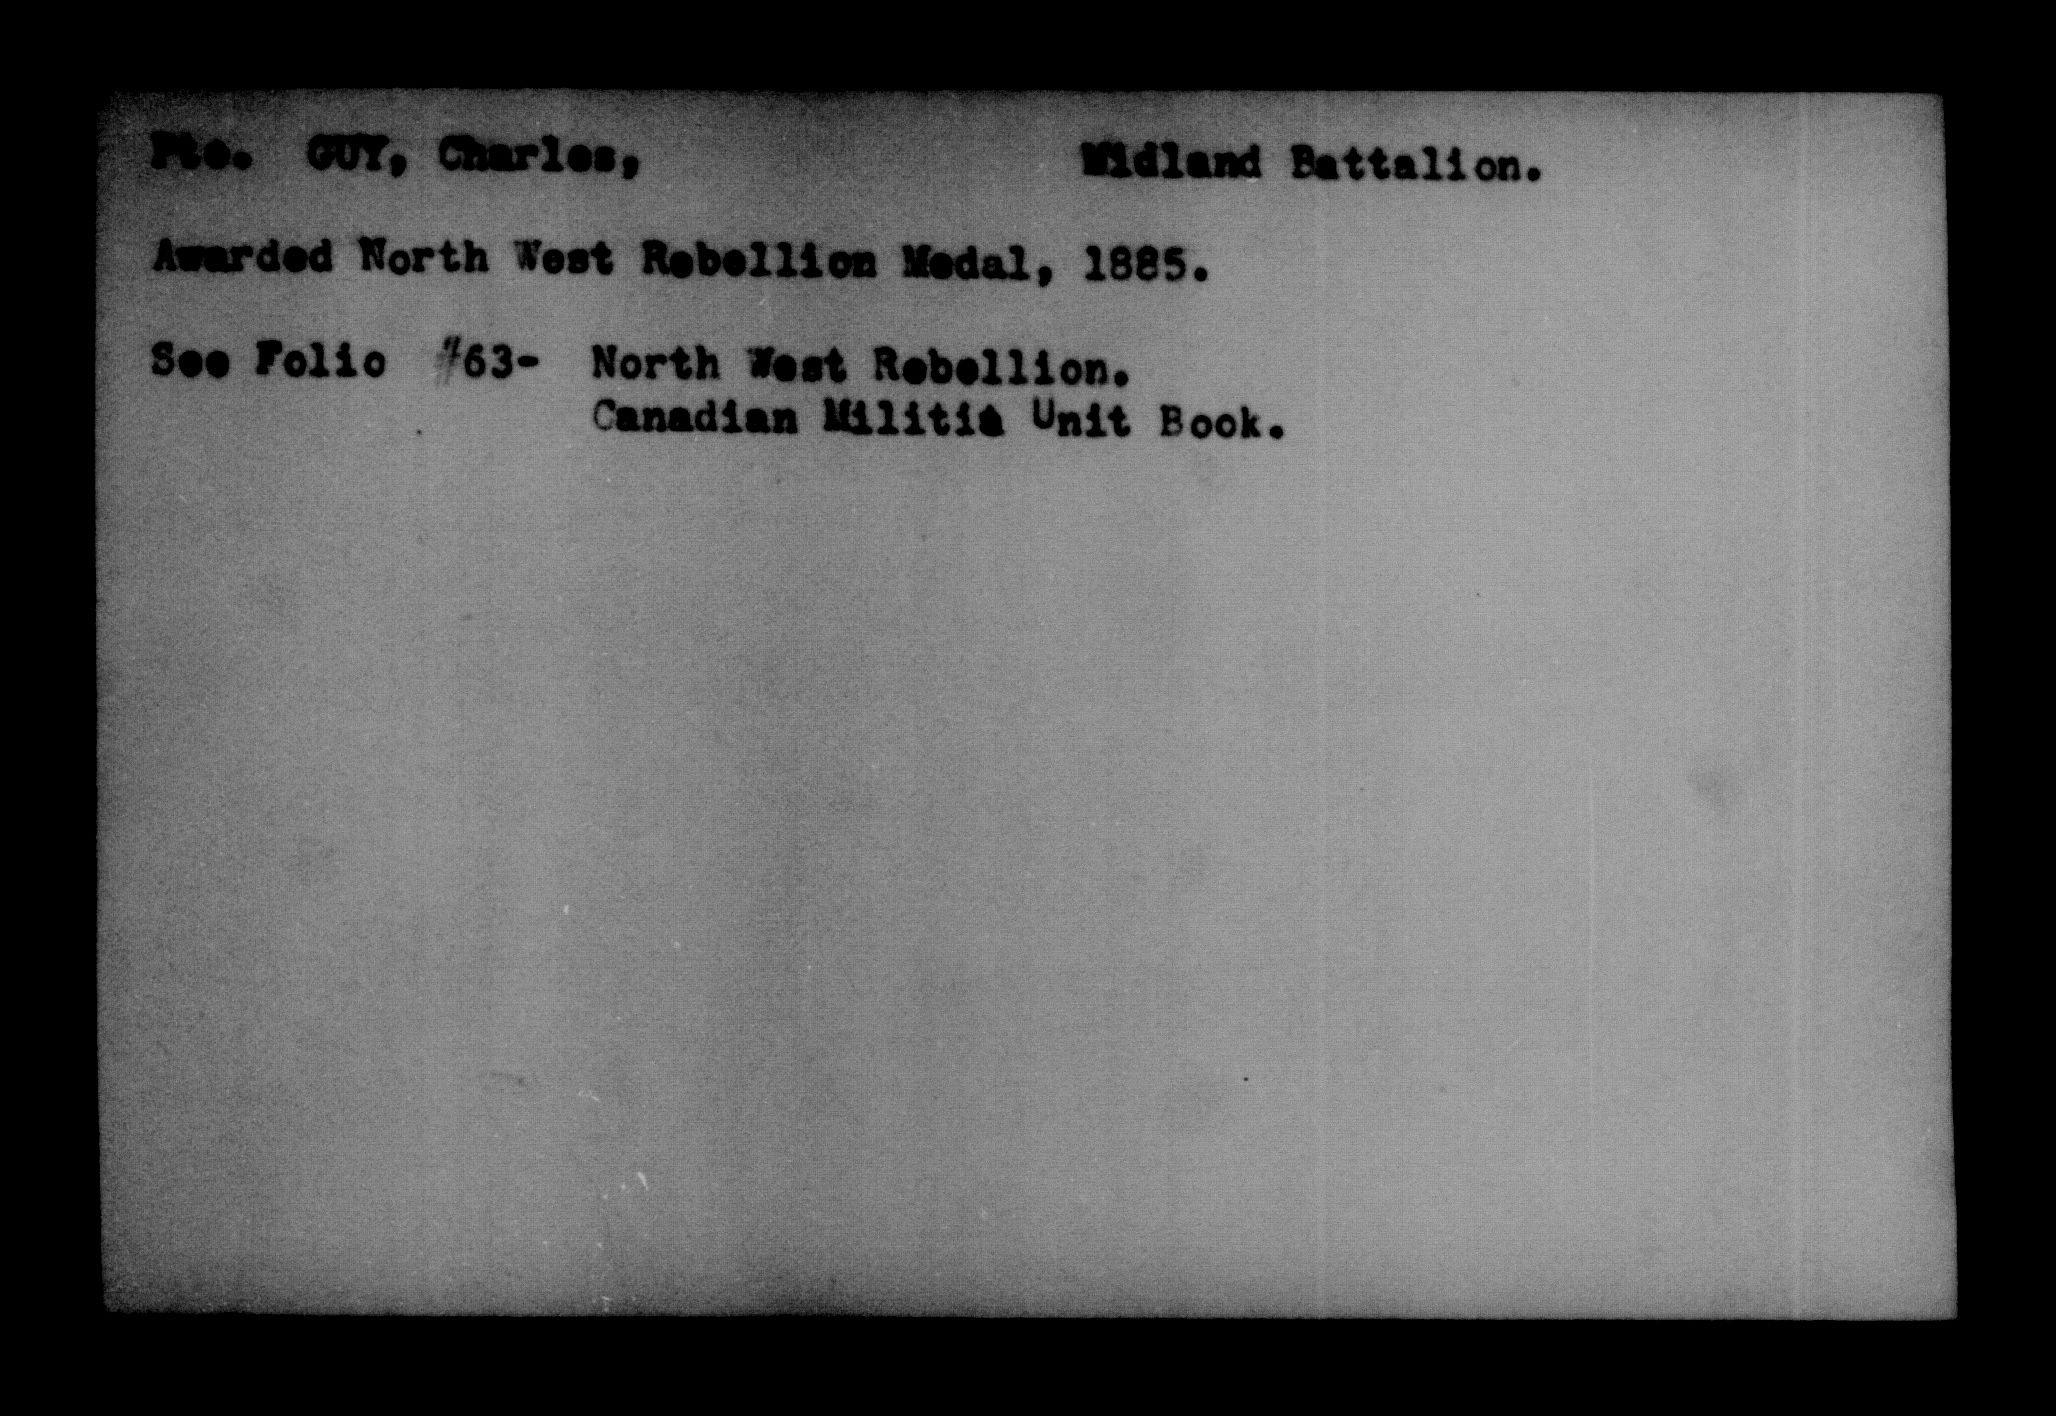 Pte. GUY, Charles, Midland Battalion.
Awarded North West Rebellion Medal, 1885.
See Folio #63- North West Rebellion.
Canadian Militia Unit Book.